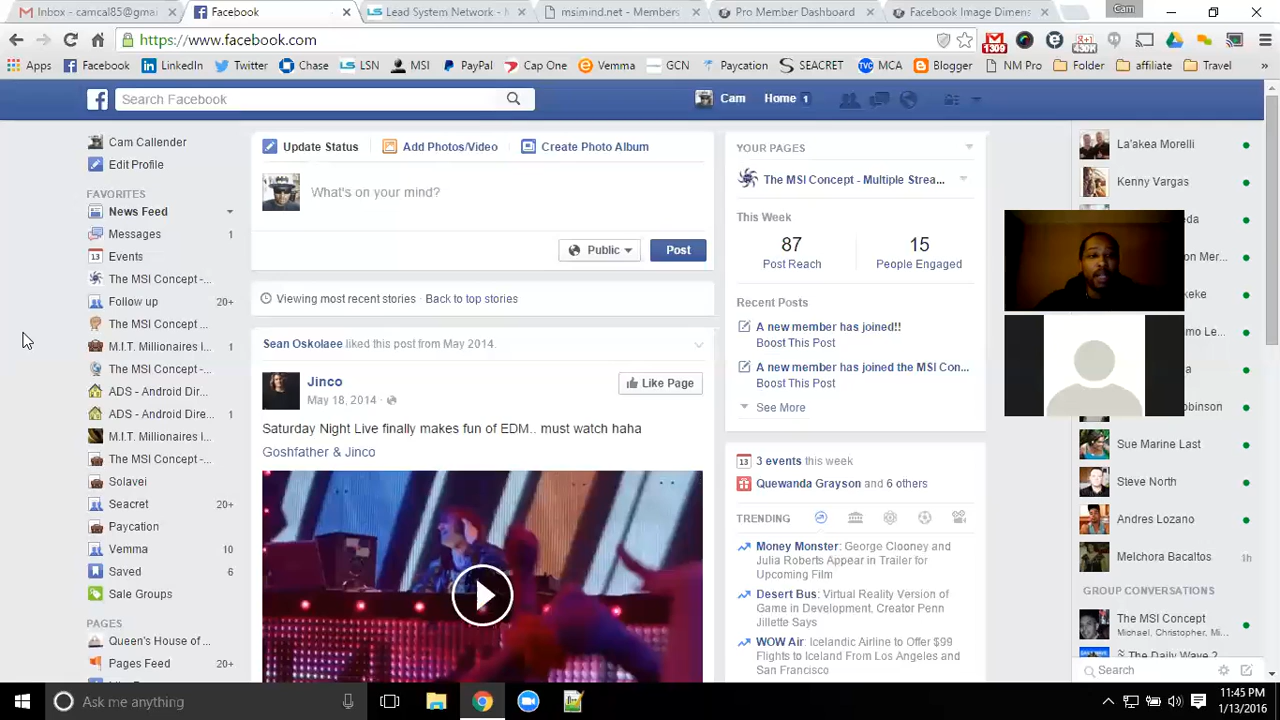 Inbox - camcal85@gmai
Facebook
Lead System Network - M
msimind.net - Members
Pro Member Dashboard
Facebook Image Dimens
Cam
https://www.facebook.com
1309
430K
Apps
Facebook
LinkedIn
Twitter
Chase
LSN
MSI
PayPal
Cap One
Vemma
GCN
Paycation
SEACRET
MCA
Blogger
NM Pro
Folder
affiliate
Travel
Search Facebook
Cam
Home 1
Cam Callender
Edit Profile
FAVORITES
News Feed
Messages 1
Events
The MSI Concept -...
Follow up 20+
The MSI Concept ...
M.I.T. Millionaires I... 1
The MSI Concept -...
ADS - Android Dir...
ADS - Android Dire... 1
M.I.T. Millionaires I...
The MSI Concept -...
Solavei
Seacret 20+
Paycation
Vemma 10
Saved 6
Sale Groups
PAGES
Queen's House of ...
Pages Feed 20+
Update Status
Add Photos/Video
Create Photo Album
What's on your mind?
Public
Post
Viewing most recent stories · Back to top stories
Sean Oskolaee liked this post from May 2014.
Jinco
May 18, 2014 ·
Like Page
Saturday Night Live finally makes fun of EDM.. must watch haha
Goshfather & Jinco
YOUR PAGES
The MSI Concept - Multiple Strea...
This Week
87
Post Reach
15
People Engaged
Recent Posts
A new member has joined!!
Boost This Post
A new member has joined the MSI Con...
Boost This Post
See More
13
3 events this week
Quewanda Grayson and 6 others
TRENDING
Money Monster: George Clooney and
Julia Roberts Appear in Trailer for
Upcoming Film
Desert Bus: Virtual Reality Version of
Game in Development, Creator Penn
Jillette Says
WOW Air: Icelandic Airline to Offer $99
Flights to Iceland From Los Angeles and
San Francisco
La'akea Morelli
Kenny Vargas
Sue Marine Last
Steve North
Andres Lozano
Melchora Bacaltos 1h
GROUP CONVERSATIONS
The MSI Concept
Michael, Christopher, Mi...
The Daily Wave 2
Search
Ask me anything
11:45 PM
1/13/2016